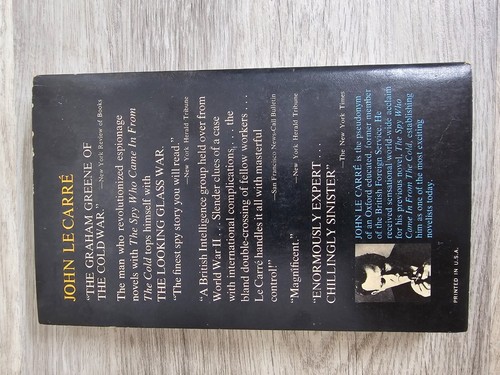 JOHN LE CARRÉ
"THE GRAHAM GREENE OF
THE COLD WAR."
—New York Review of Books
The man who revolutionized espionage
novels with The Spy Who Came In From
The Cold tops himself with
THE LOOKING GLASS WAR.
"The finest spy story you will read."
—New York Herald Tribune
"A British Intelligence group held over from
World War II. . . . Slender clues of a case
with international complications, . . . the
bland double-crossing of fellow workers . . . .
Le Carré handles it all with masterful
control!"
—San Francisco News-Call Bulletin
"Magnificent."
—New York Herald Tribune
"ENORMOUSLY EXPERT. . . .
CHILLINGLY SINISTER"
—The New York Times
JOHN LE CARRÉ is the pseudonym
of an Oxford educated, former member
of the British Foreign Service. He
received sensational world-wide acclaim
for his previous novel, The Spy Who
Came In From The Cold, establishing
him as one of the most exciting
novelists today.
PRINTED IN U.S.A.